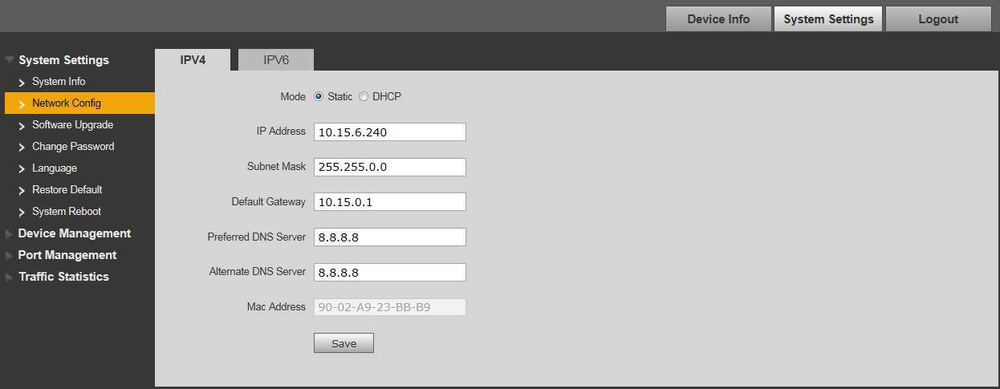 Device Info
System Settings
Logout
System Settings
System Info
Network Config
Software Upgrade
Change Password
Language
Restore Default
System Reboot
Device Management
Port Management
Traffic Statistics
IPV4
IPV6
Mode Static DHCP
IP Address 10.15.6.240
Subnet Mask 255.255.0.0
Default Gateway 10.15.0.1
Preferred DNS Server 8.8.8.8
Alternate DNS Server 8.8.8.8
Mac Address 90-02-A9-23-BB-B9
Save